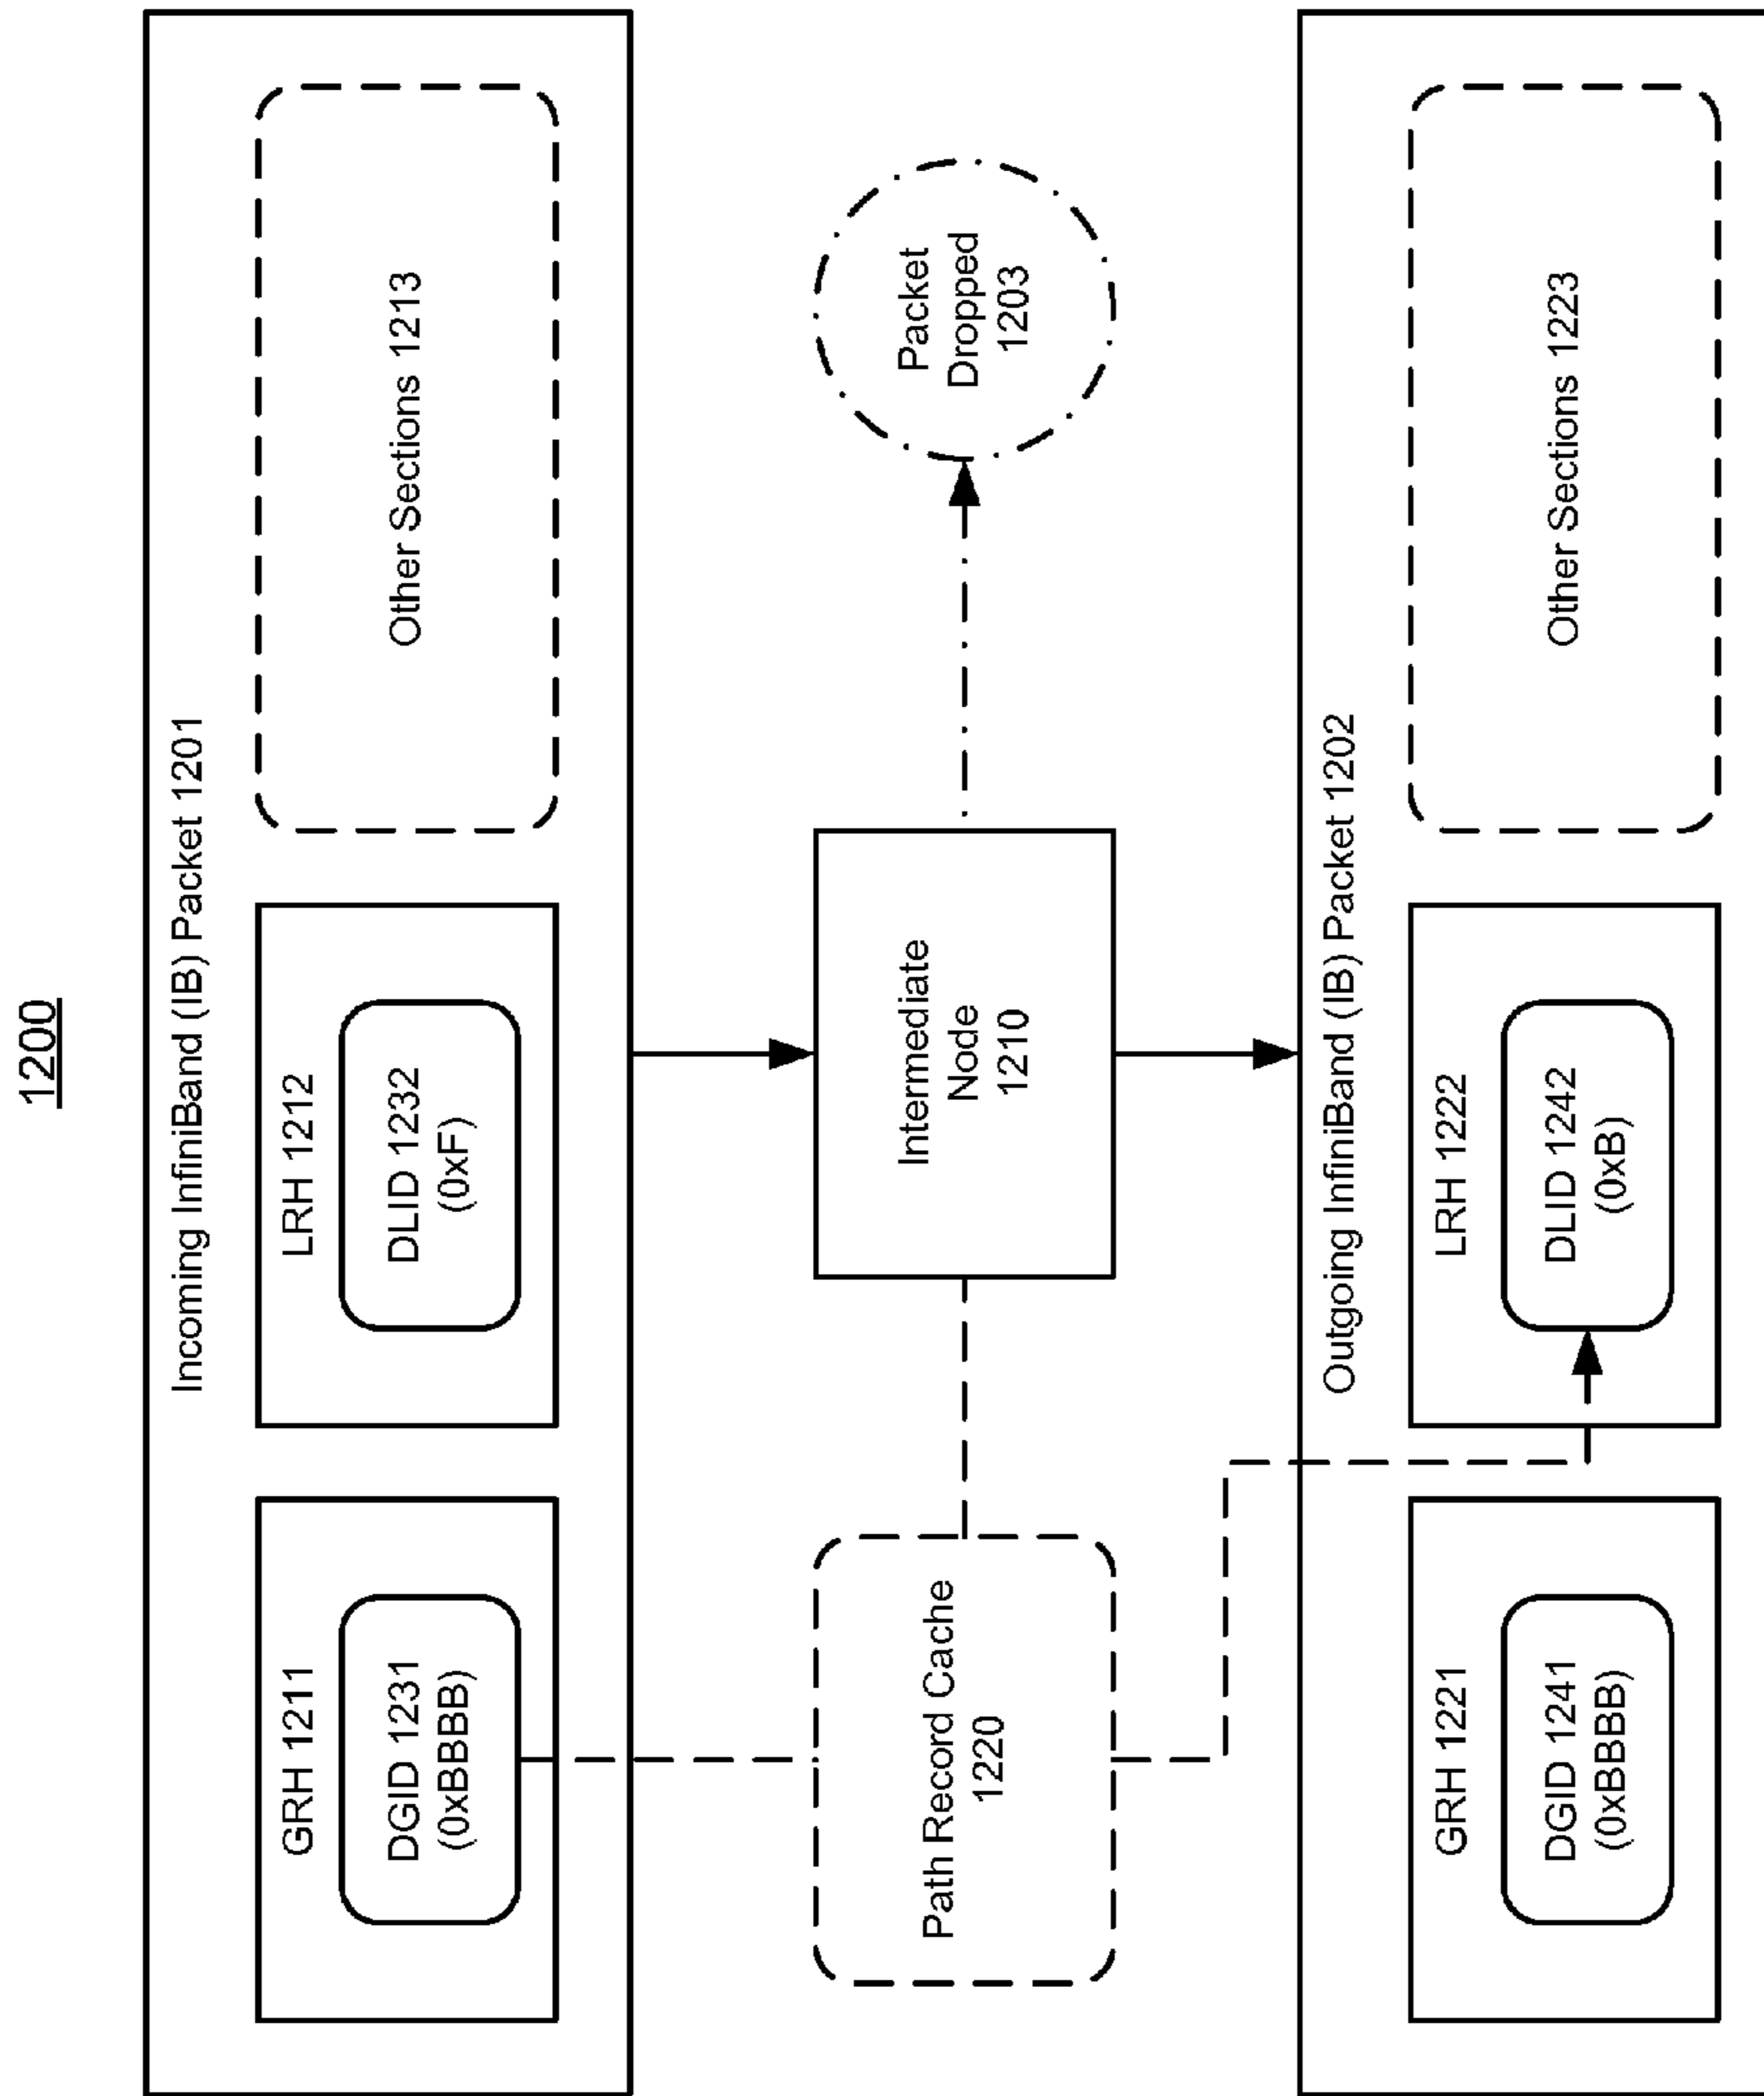 1200
Incoming InfiniBand (IB) Packet 1201
GRH 1211
DGID 1231
(0xBBBB)
LRH 1212
DLID 1232
(0xF)
Other Sections 1213
Path Record Cache
1220
Intermediate
Node
1210
Packet
Dropped
1203
Outgoing InfiniBand (IB) Packet 1202
GRH 1221
DGID 1241
(0xBBBB)
LRH 1222
DLID 1242
(0xB)
Other Sections 1223